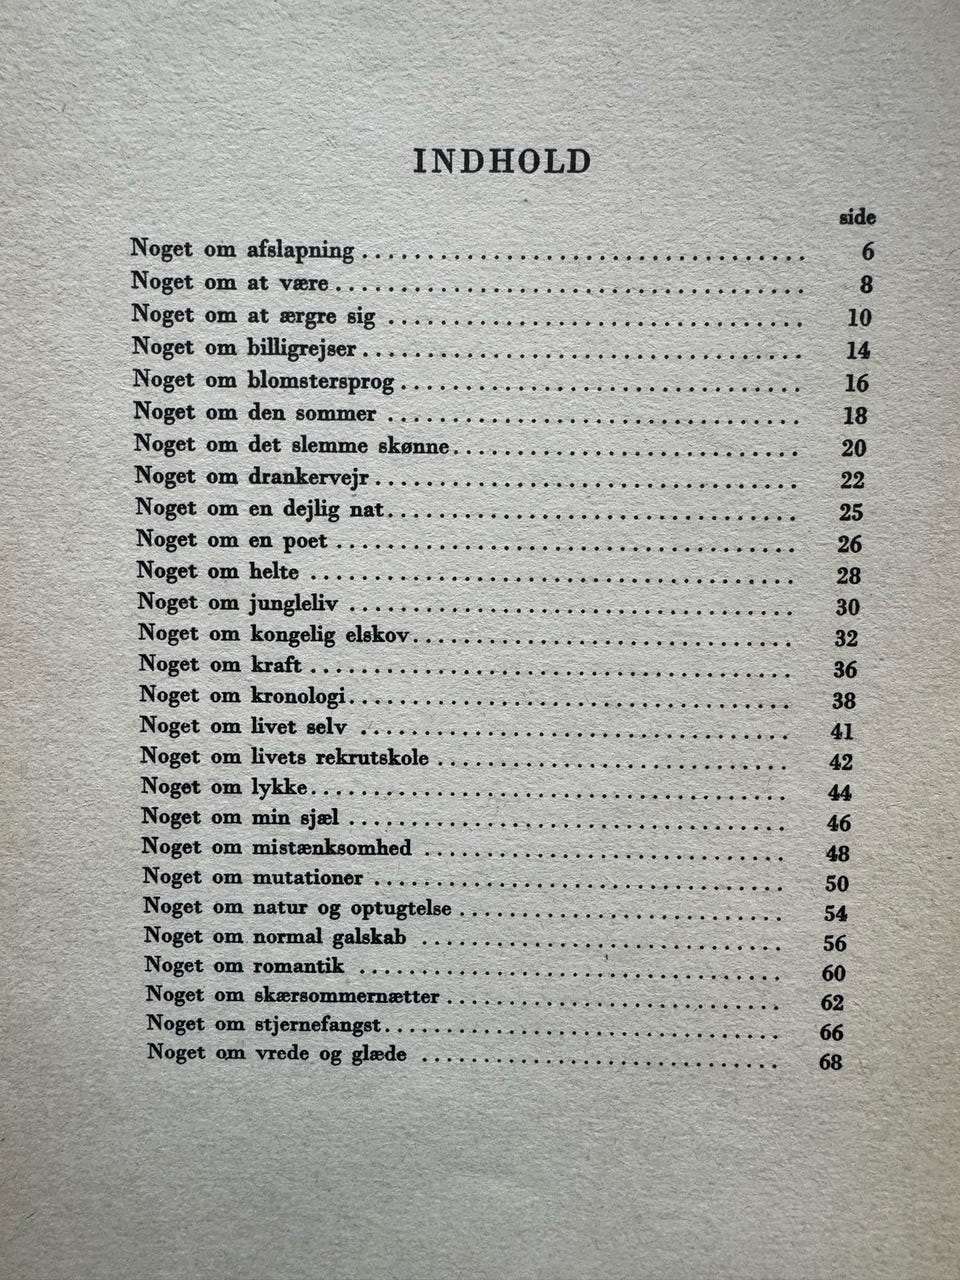 INDHOLD
side
Noget om afslapning ................................... 6
Noget om at være ..................................... 8
Noget om at ærgre sig ................................. 10
Noget om billigrejser ................................... 14
Noget om blomstersprog ................................ 16
Noget om den sommer ................................. 18
Noget om det slemme skønne ............................ 20
Noget om drankervejr .................................. 22
Noget om en dejlig nat ................................. 25
Noget om en poet ..................................... 26
Noget om helte ....................................... 28
Noget om jungleliv .................................... 30
Noget om kongelig elskov ............................... 32
Noget om kraft ....................................... 36
Noget om kronologi .................................... 38
Noget om livet selv ................................... 41
Noget om livets rekrutskole ............................. 42
Noget om lykke ....................................... 44
Noget om min sjæl .................................... 46
Noget om mistænksomhed .............................. 48
Noget om mutationer .................................. 50
Noget om natur og optugtelse ........................... 54
Noget om normal galskab ............................... 56
Noget om romantik .................................... 60
Noget om skærsommernætter ............................ 62
Noget om stjernefangst ................................. 66
Noget om vrede og glæde ............................... 68